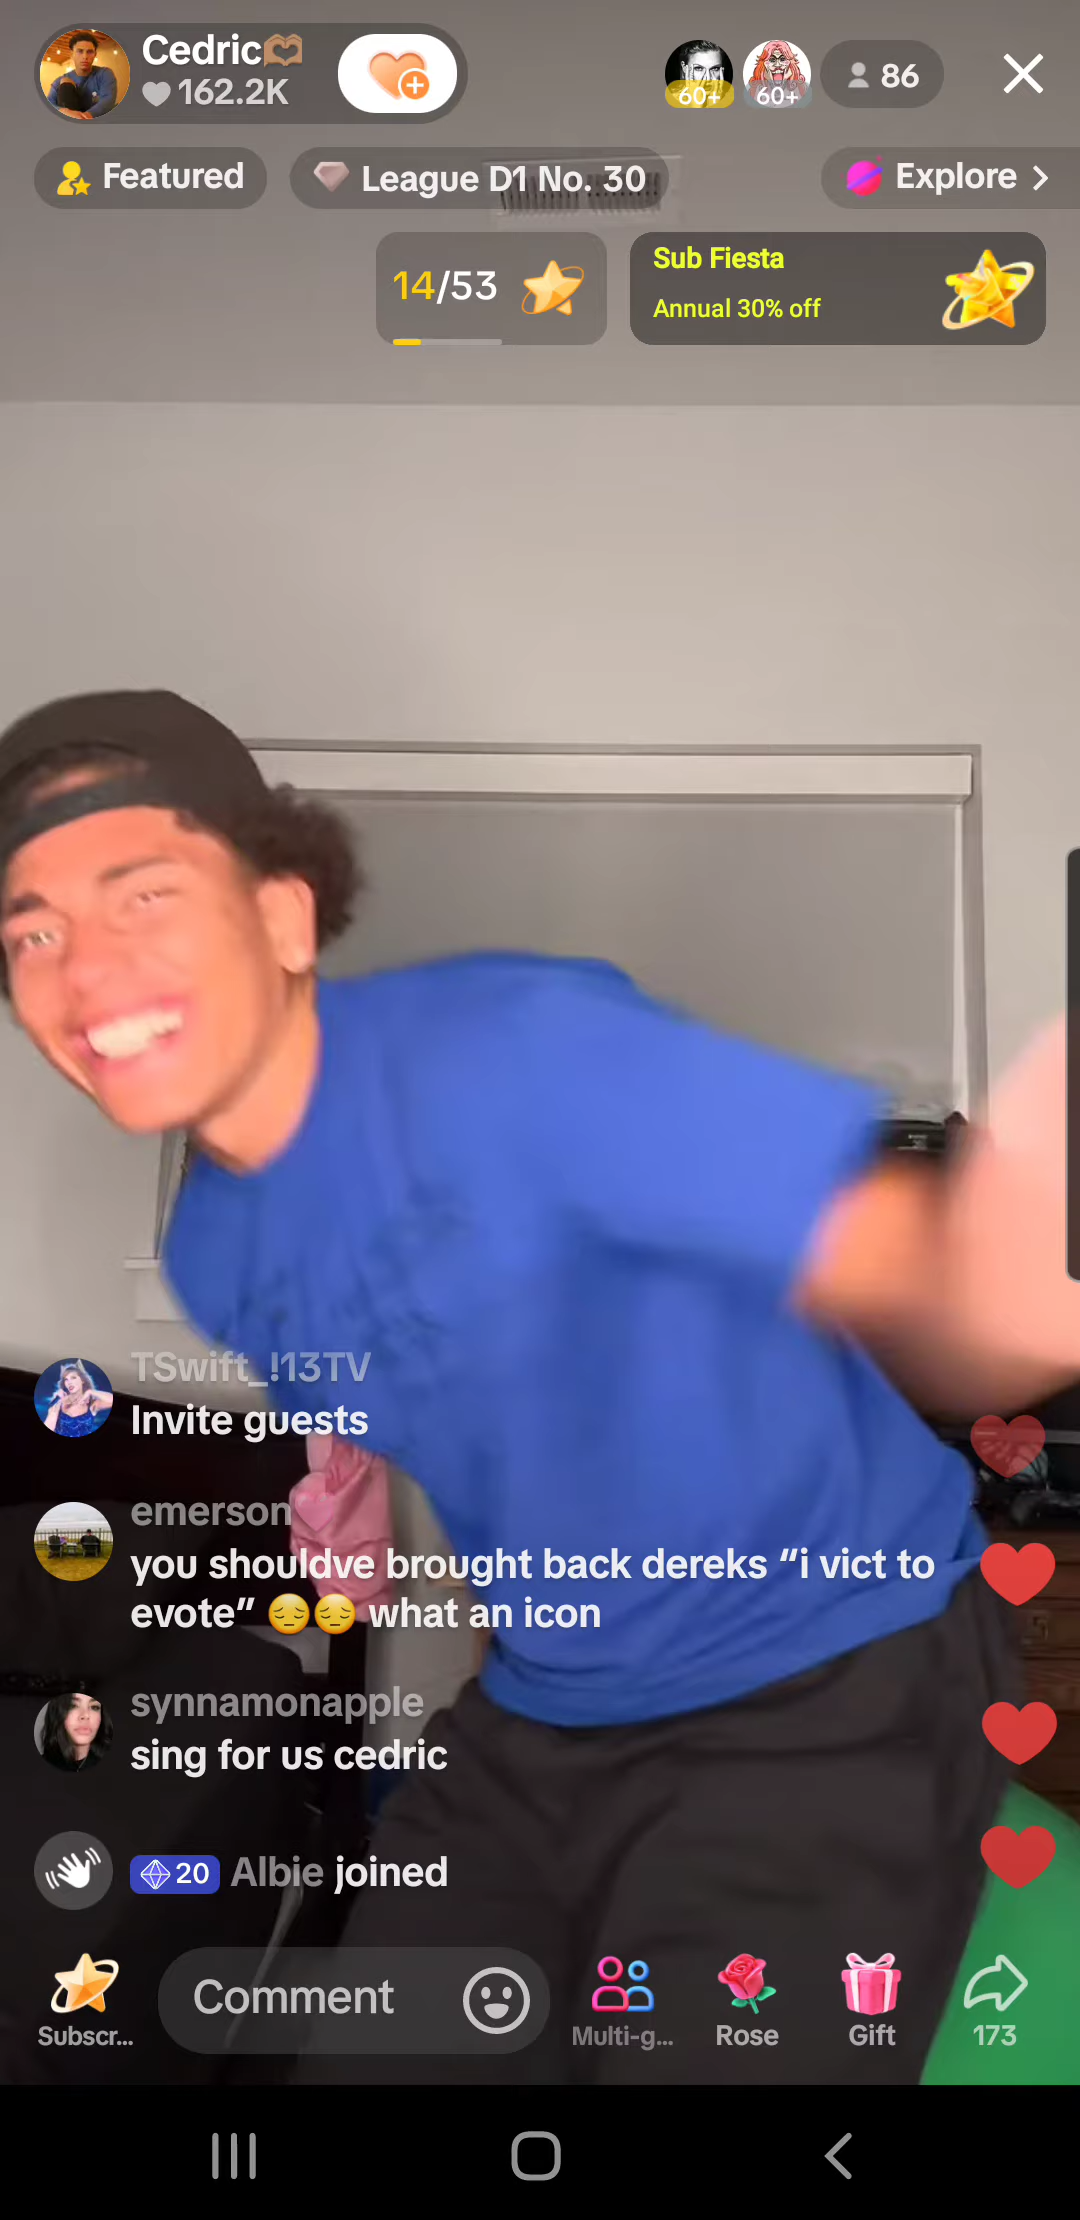 Cedric🫶🏽
162.2K
60+
60+
86
Featured
League D1 No. 30
Explore >
14/53
Sub Fiesta
Annual 30% off
TSwift_!13TV
Invite guests
emerson🩷
you shouldve brought back dereks “i vict to
evote” 😔😔 what an icon
synnamonapple
sing for us cedric
20 Albie joined
Subscr...
Comment
Multi-g...
Rose
Gift
173